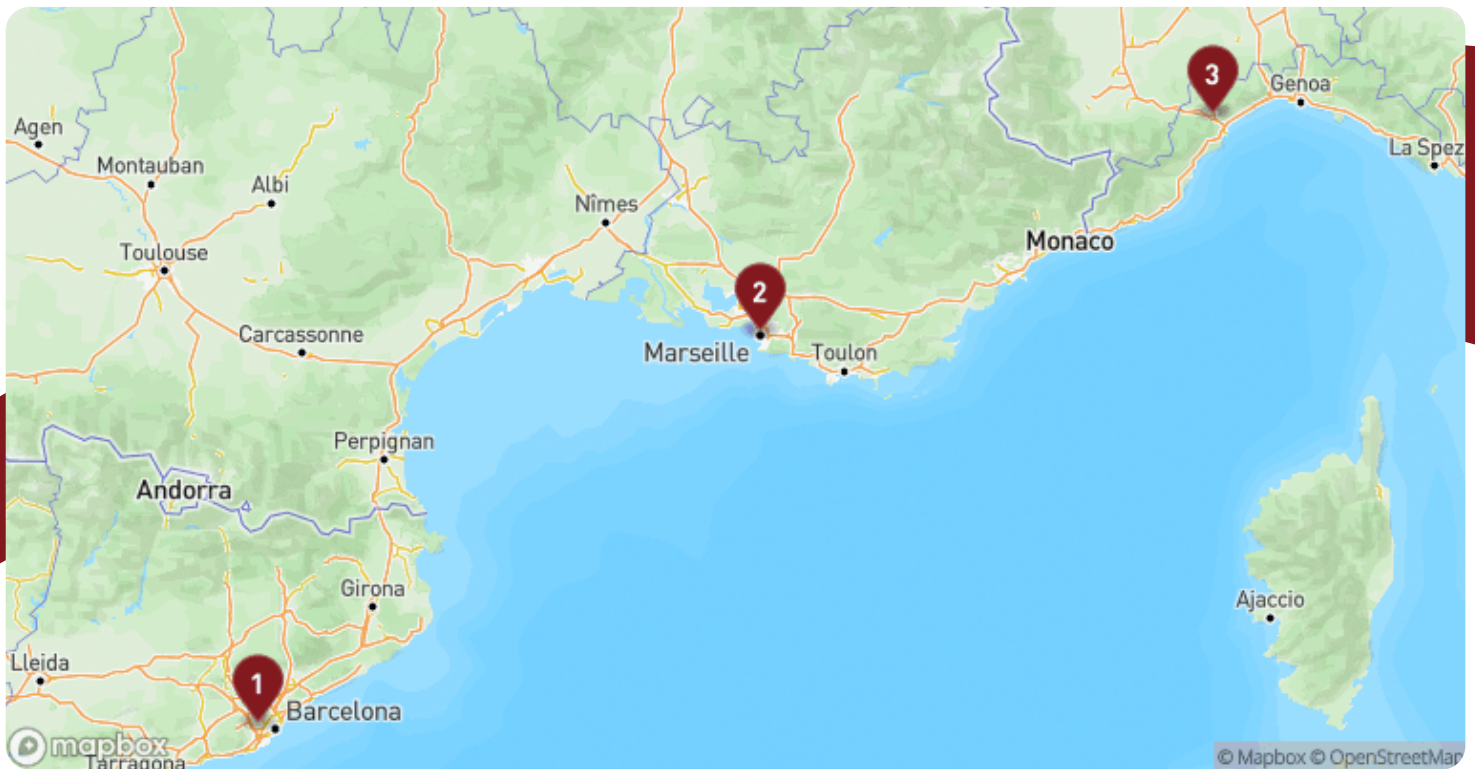 3
Genoa
Agen
La Spez
Montauban
Albi
Nîmes
Monaco
Toulouse
2
Carcassonne
Marseille
Toulon
Perpignan
Andorra
Girona
Ajaccio
Lleida
1
Barcelona
mapbox
Tarragona
© Mapbox © OpenStreetMap